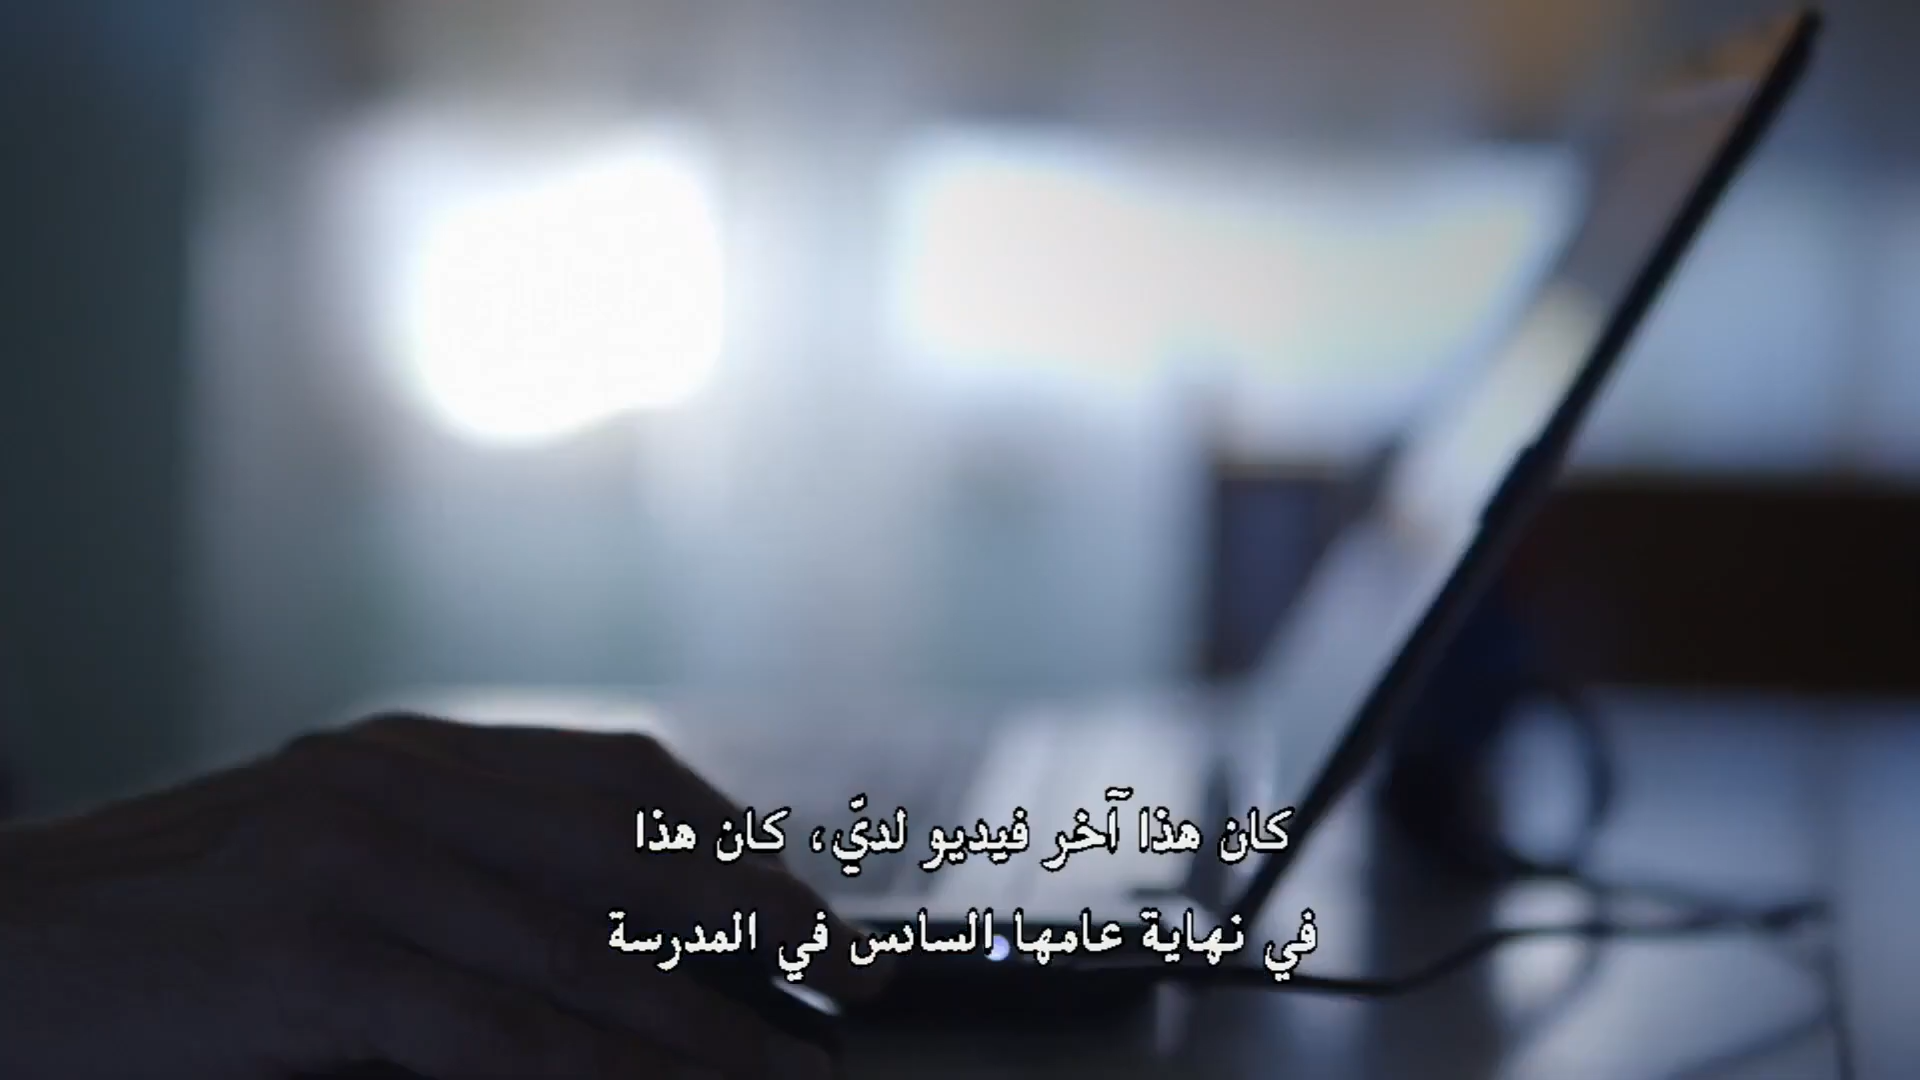 كان هذا آخر فيديو لديّ، كان هذا
في نهاية عامها السادس في المدرسة